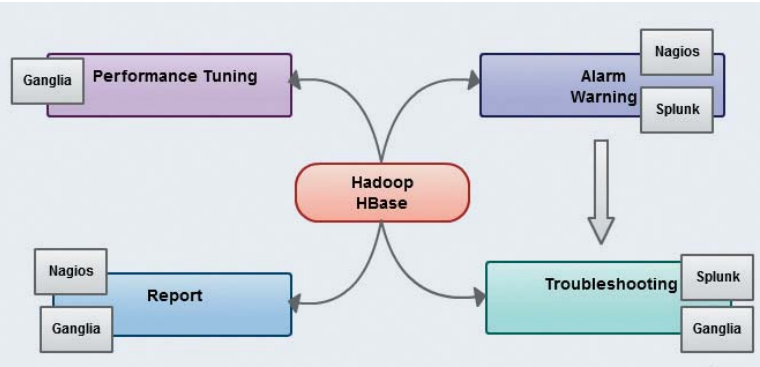 Ganglia
Performance Tuning
Nagios
Alarm
Warning
Splunk
Hadoop
HBase
Nagios
Report
Ganglia
Troubleshooting
Splunk
Ganglia